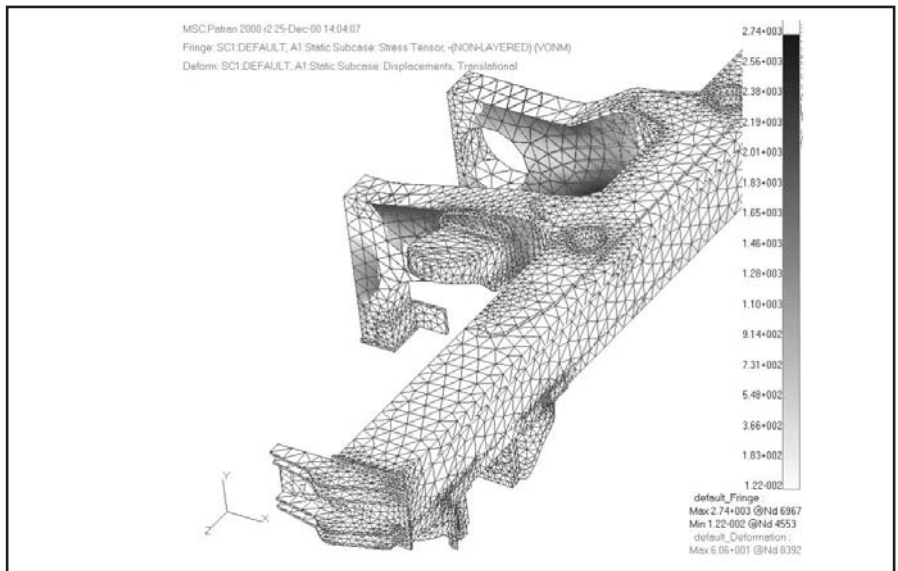 MSC.Patran 2000 r2 25-Dec-00 14:04:07
Fringe: SC1:DEFAULT, A1:Static Subcase: Stress Tensor, -(NON-LAYERED) (VONM)
Deform: SC1:DEFAULT, A1:Static Subcase: Displacements, Translational
2.74+003
2.56+003
2.38+003
2.19+003
2.01+003
1.83+003
1.65+003
1.46+003
1.28+003
1.10+003
9.14+002
7.31+002
5.48+002
3.66+002
1.83+002
1.22-002
Y
X
Z
default_Fringe :
Max 2.74+003 @Nd 6967
Min 1.22-002 @Nd 4553
default_Deformation :
Max 6.06+001 @Nd 8392